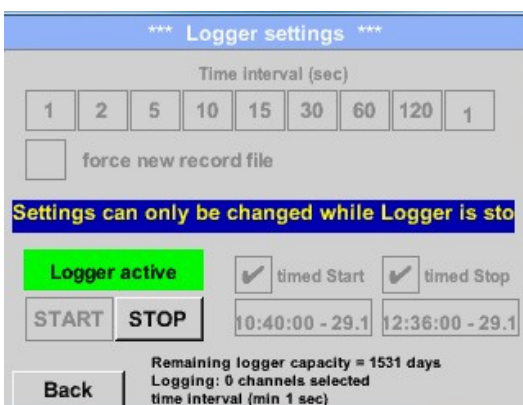 *** Logger settings ***
Time interval (sec)
1 2 5 10 15 30 60 120 1
force new record file
Settings can only be changed while Logger is sto
Logger active
timed Start timed Stop
START STOP
10:40:00 - 29.1 12:36:00 - 29.1
Remaining logger capacity = 1531 days
Logging: 0 channels selected
time interval (min 1 sec)
Back